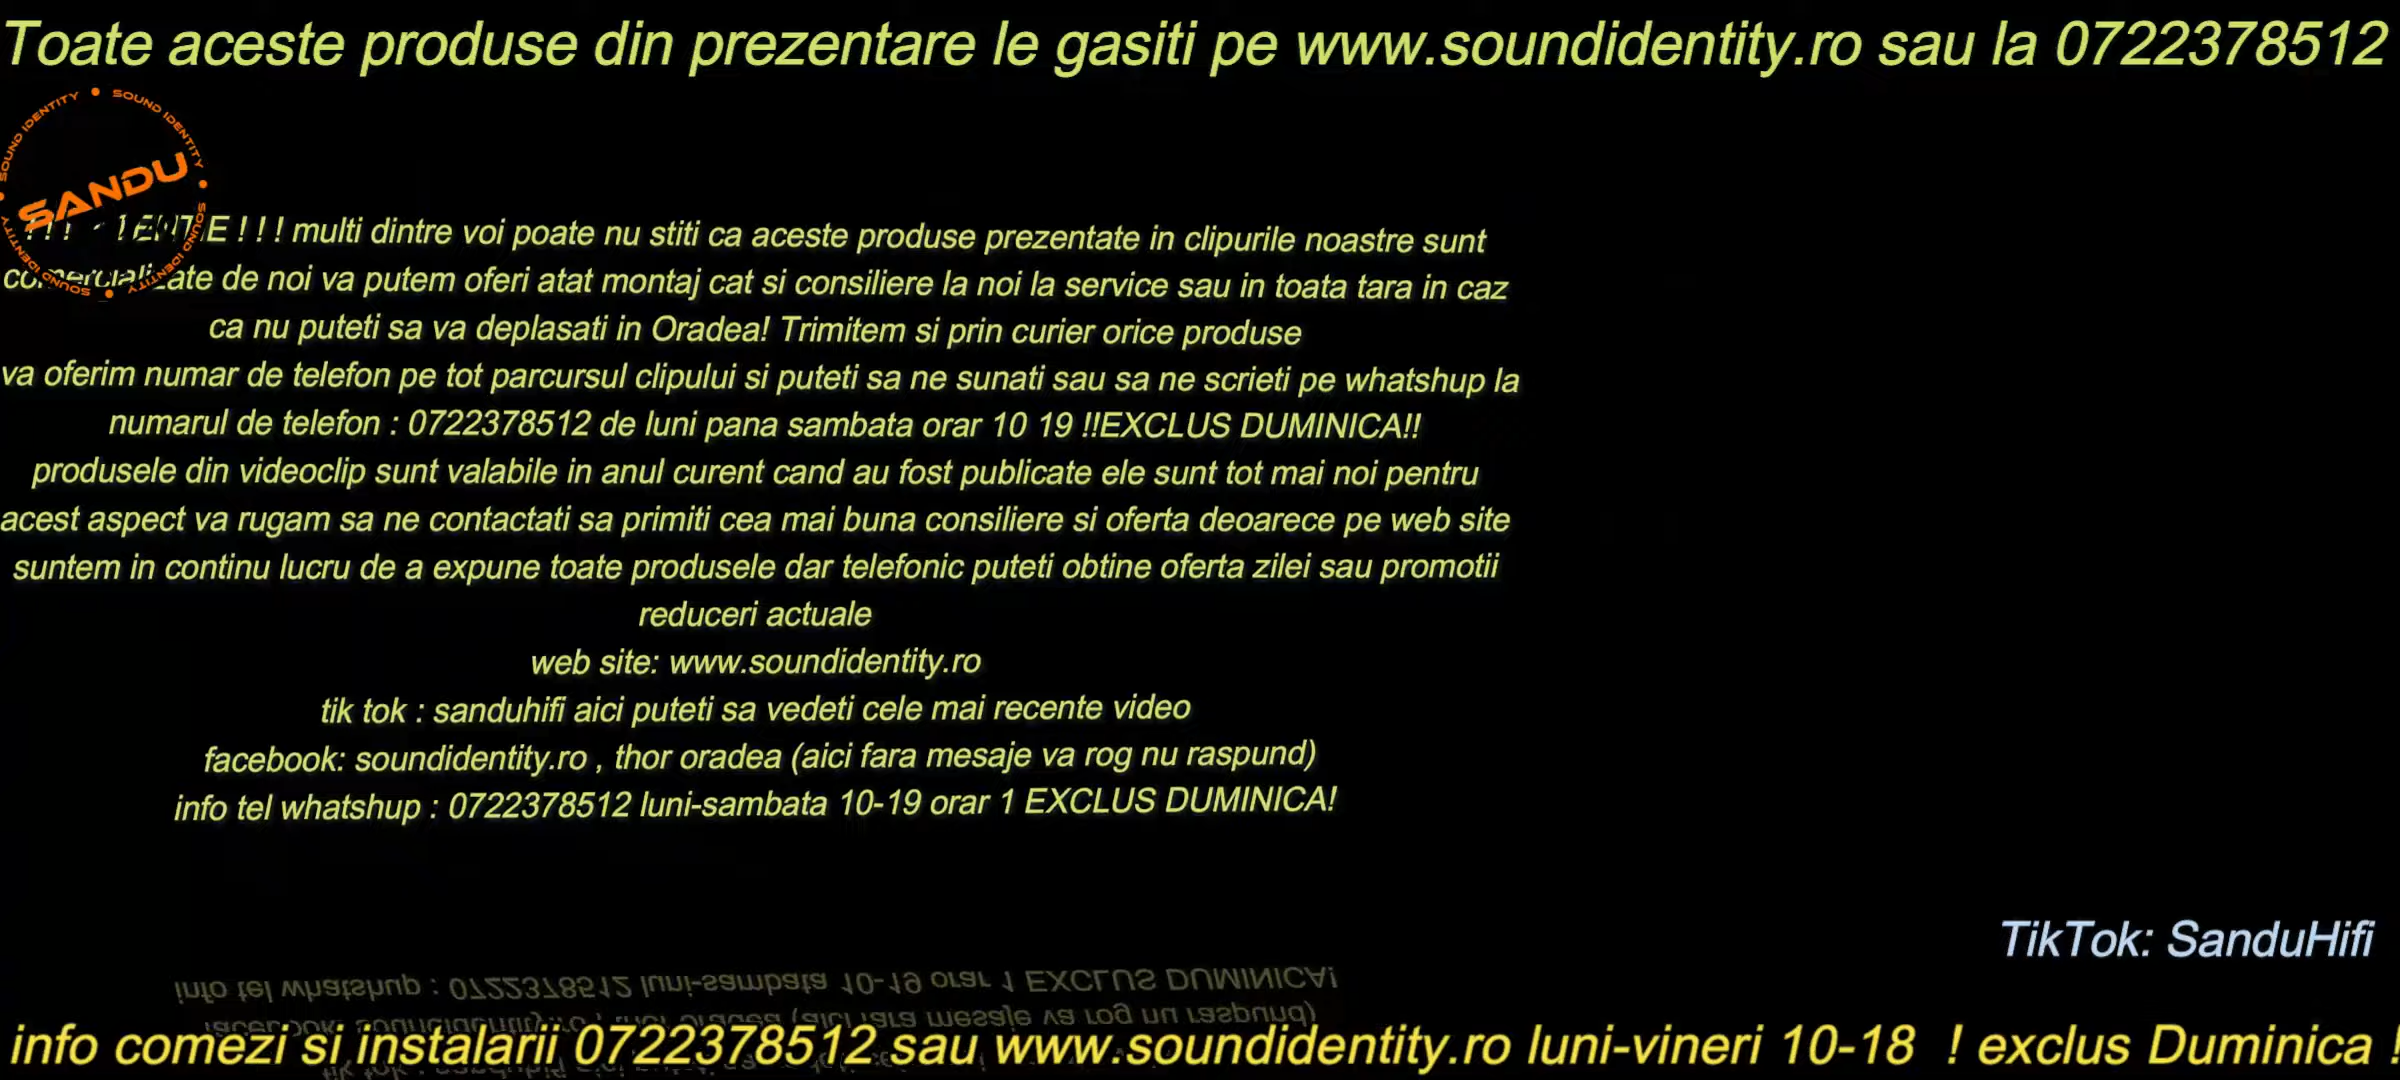 Toate aceste produse din prezentare le gasiti pe www.soundidentity.ro sau la 0722378512
SOUND IDENTITY • SOUND IDENTITY • SOUND IDENTITY • SOUND IDENTITY •
SANDU
! ! ! ATENTIE ! ! ! multi dintre voi poate nu stiti ca aceste produse prezentate in clipurile noastre sunt
comercializate de noi va putem oferi atat montaj cat si consiliere la noi la service sau in toata tara in caz
ca nu puteti sa va deplasati in Oradea! Trimitem si prin curier orice produse
va oferim numar de telefon pe tot parcursul clipului si puteti sa ne sunati sau sa ne scrieti pe whatshup la
numarul de telefon : 0722378512 de luni pana sambata orar 10 19 !!EXCLUS DUMINICA!!
produsele din videoclip sunt valabile in anul curent cand au fost publicate ele sunt tot mai noi pentru
acest aspect va rugam sa ne contactati sa primiti cea mai buna consiliere si oferta deoarece pe web site
suntem in continu lucru de a expune toate produsele dar telefonic puteti obtine oferta zilei sau promotii
reduceri actuale
web site: www.soundidentity.ro
tik tok : sanduhifi aici puteti sa vedeti cele mai recente video
facebook: soundidentity.ro , thor oradea (aici fara mesaje va rog nu raspund)
info tel whatshup : 0722378512 luni-sambata 10-19 orar 1 EXCLUS DUMINICA!
TikTok: SanduHifi
info comezi si instalarii 0722378512 sau www.soundidentity.ro luni-vineri 10-18 ! exclus Duminica !